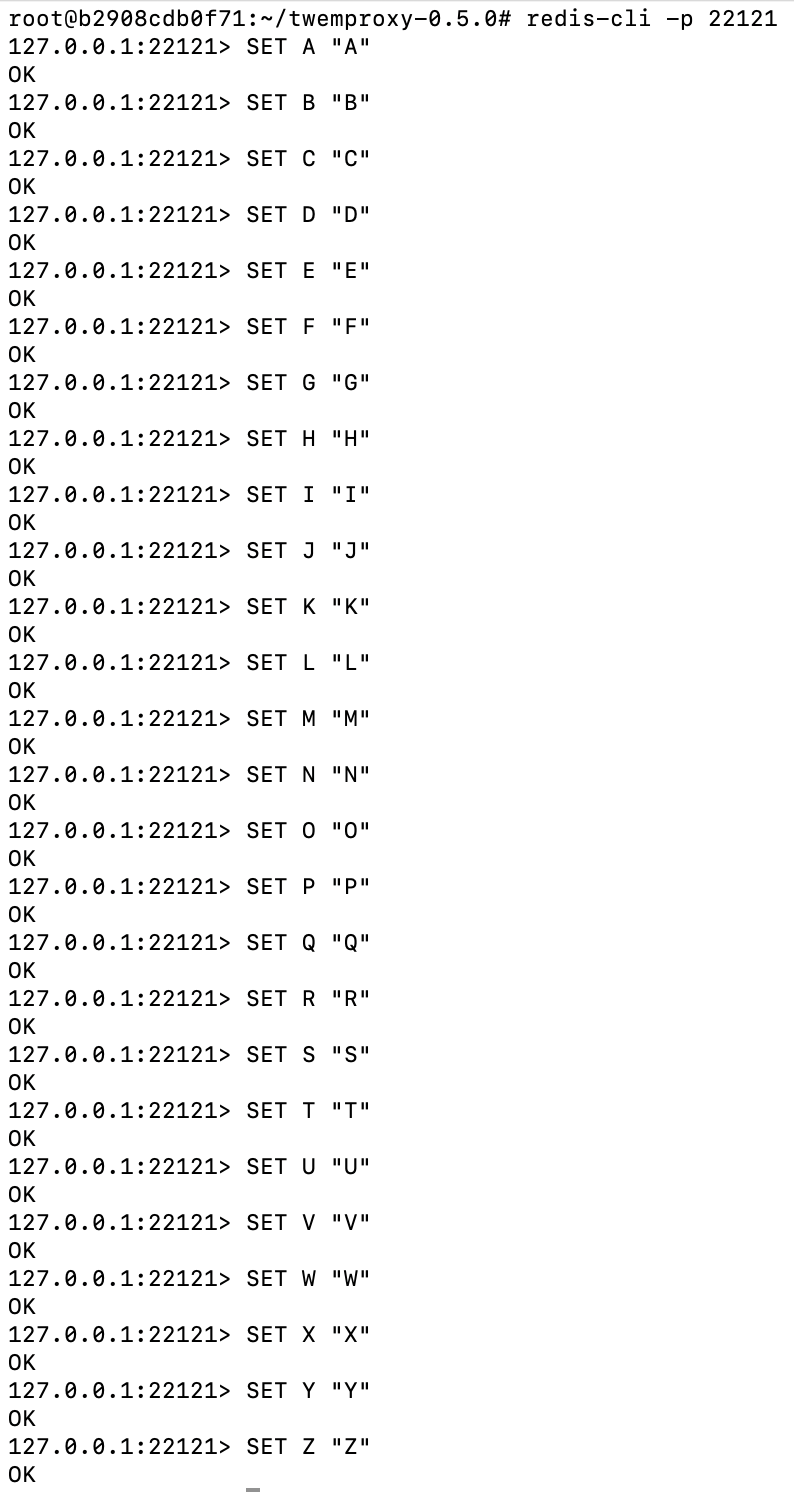 root@b2908cdb0f71:~/twemproxy-0.5.0# redis-cli -p 22121
127.0.0.1:22121> SET A "A"
OK
127.0.0.1:22121> SET B "B"
OK
127.0.0.1:22121> SET C "C"
OK
127.0.0.1:22121> SET D "D"
OK
127.0.0.1:22121> SET E "E"
OK
127.0.0.1:22121> SET F "F"
OK
127.0.0.1:22121> SET G "G"
OK
127.0.0.1:22121> SET H "H"
OK
127.0.0.1:22121> SET I "I"
OK
127.0.0.1:22121> SET J "J"
OK
127.0.0.1:22121> SET K "K"
OK
127.0.0.1:22121> SET L "L"
OK
127.0.0.1:22121> SET M "M"
OK
127.0.0.1:22121> SET N "N"
OK
127.0.0.1:22121> SET O "O"
OK
127.0.0.1:22121> SET P "P"
OK
127.0.0.1:22121> SET Q "Q"
OK
127.0.0.1:22121> SET R "R"
OK
127.0.0.1:22121> SET S "S"
OK
127.0.0.1:22121> SET T "T"
OK
127.0.0.1:22121> SET U "U"
OK
127.0.0.1:22121> SET V "V"
OK
127.0.0.1:22121> SET W "W"
OK
127.0.0.1:22121> SET X "X"
OK
127.0.0.1:22121> SET Y "Y"
OK
127.0.0.1:22121> SET Z "Z"
OK